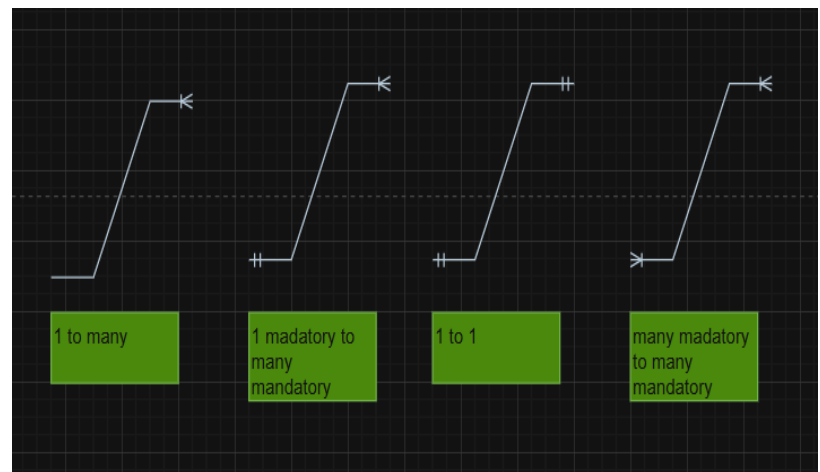 1 to many
1 madatory to
many
mandatory
1 to 1
many madatory
to many
mandatory